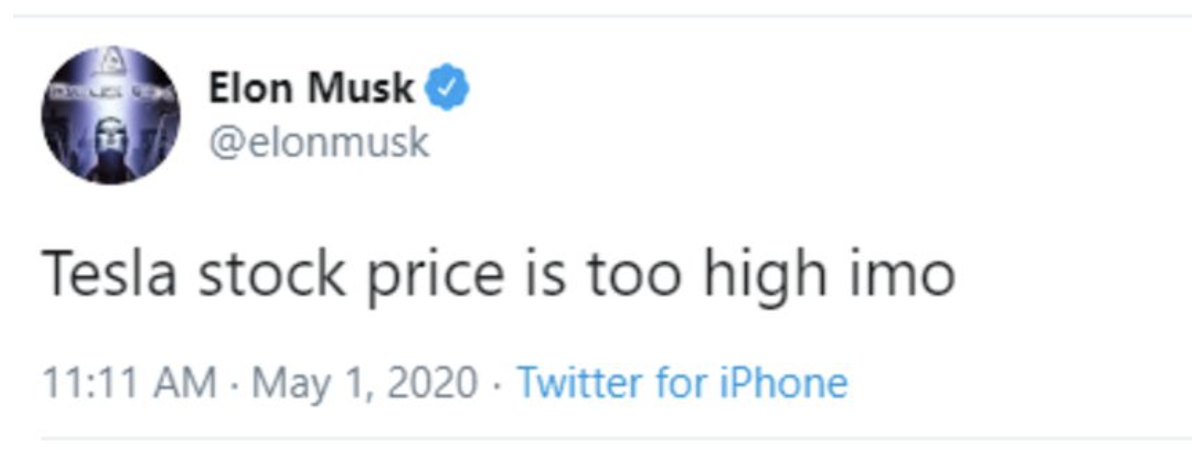 Elon Musk
@elonmusk
Tesla stock price is too high imo
11:11 AM · May 1, 2020 · Twitter for iPhone